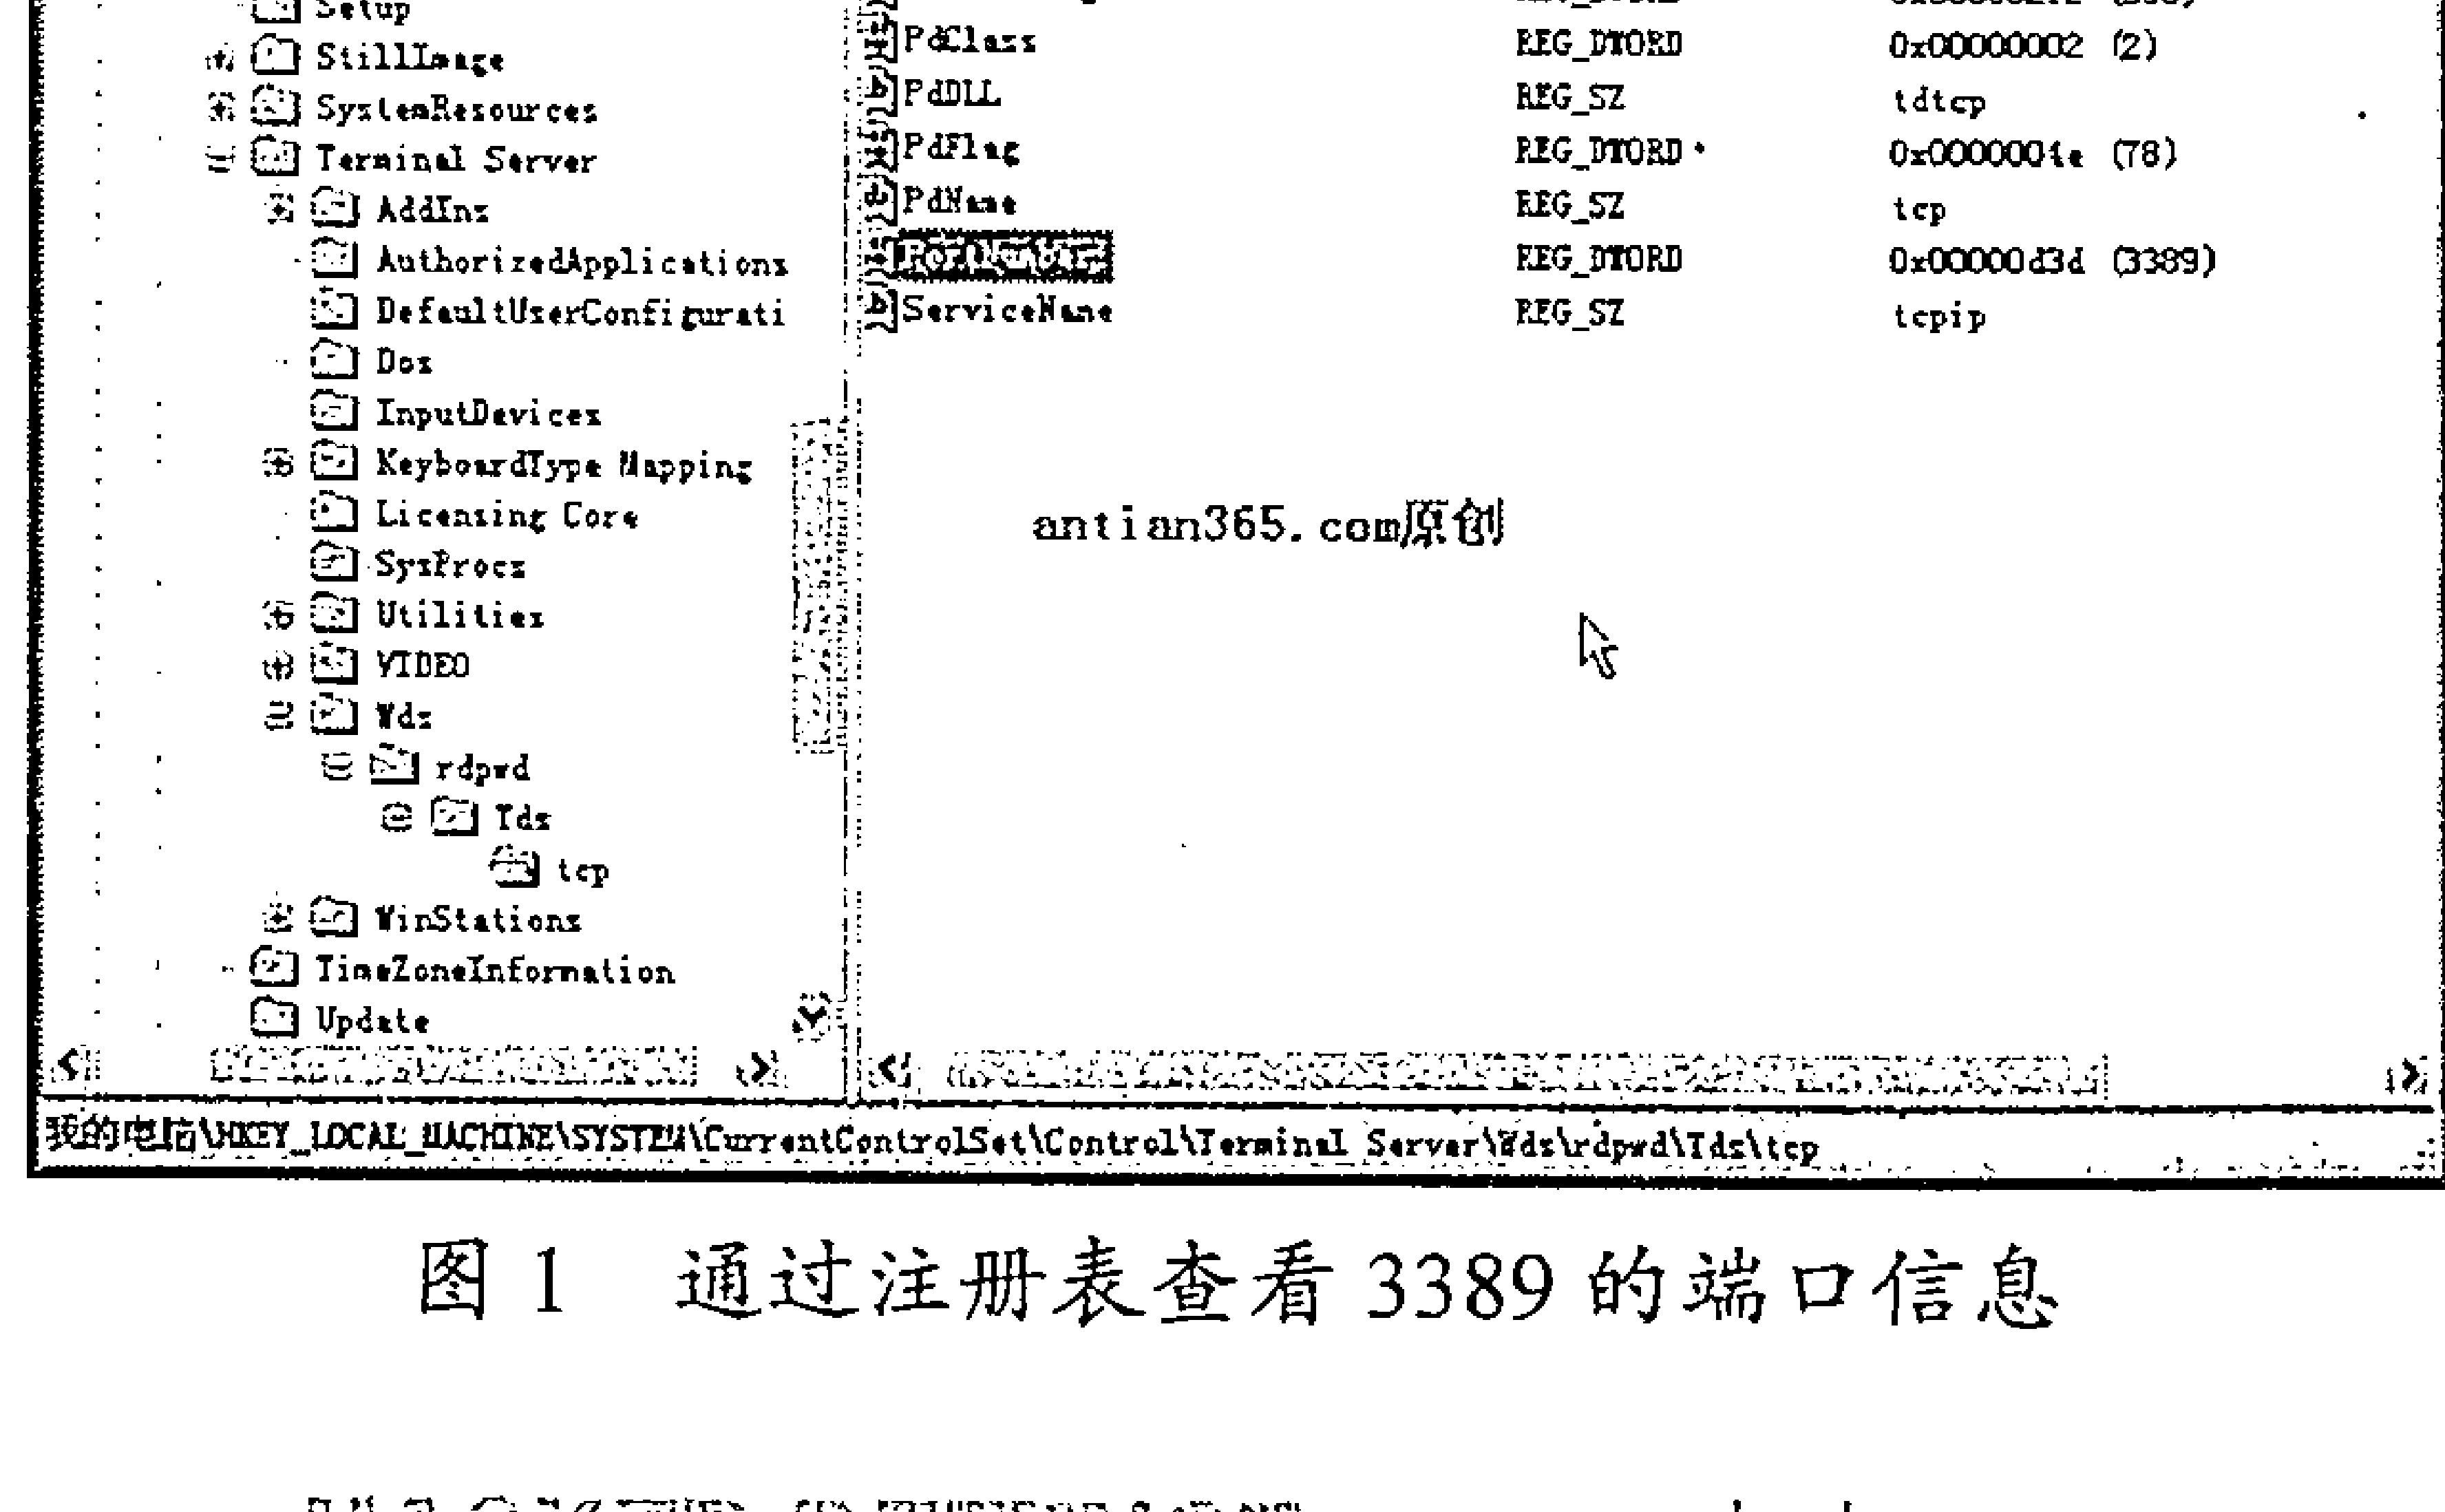 Setup
StillImage
SystemResources
Terminal Server
AddIns
AuthorizedApplications
DefaultUserConfigurati
Dos
InputDevices
KeyboardType Mapping
Licensing Core
SysProcs
Utilities
VIDEO
Wds
rdpwd
Tds
tcp
WinStations
TimeZoneInformation
Update
PdClass REG_DWORD 0x00000002 (2)
PdDLL REG_SZ tdtcp
PdFlag REG_DWORD 0x0000004e (78)
PdName REG_SZ tcp
PortNumber REG_DWORD 0x00000d3d (3389)
ServiceName REG_SZ tcpip
antian365.com原创
我的电脑\HKEY_LOCAL_MACHINE\SYSTEM\CurrentControlSet\Control\Terminal Server\Wds\rdpwd\Tds\tcp
图 1 通过注册表查看 3389 的端口信息